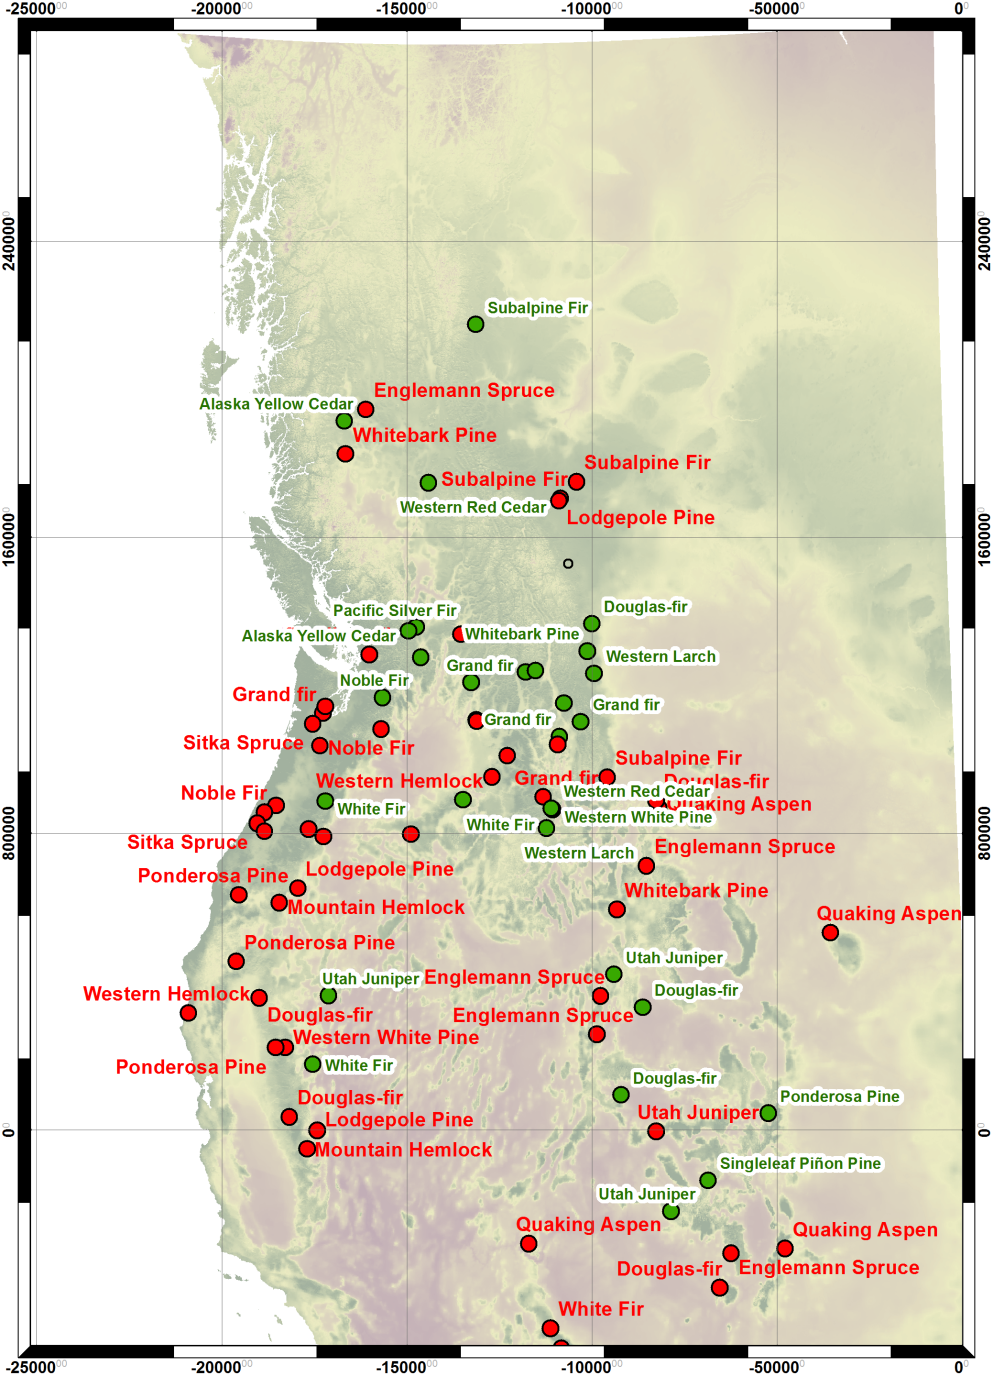 -2500000 -2000000 -1500000 -1000000 -500000 0
2400000 2400000
Subalpine Fir
Englemann Spruce
Alaska Yellow Cedar
Whitebark Pine
Subalpine Fir
Subalpine Fir
Western Red Cedar
Lodgepole Pine
1600000 1600000
Pacific Silver Fir
Douglas-fir
Alaska Yellow Cedar
Whitebark Pine
Western Larch
Grand fir
Noble Fir
Grand fir
Grand fir
Grand fir
Sitka Spruce
Noble Fir
Subalpine Fir
Western Hemlock
Grand fir
Douglas-fir
Noble Fir
Western Red Cedar
Quaking Aspen
White Fir
Western White Pine
White Fir
800000 800000
Sitka Spruce
Western Larch
Englemann Spruce
Lodgepole Pine
Ponderosa Pine
Whitebark Pine
Mountain Hemlock
Quaking Aspen
Ponderosa Pine
Utah Juniper
Utah Juniper
Englemann Spruce
Western Hemlock
Douglas-fir
Douglas-fir
Englemann Spruce
Western White Pine
Ponderosa Pine
White Fir
Douglas-fir
Douglas-fir
Ponderosa Pine
Utah Juniper
Lodgepole Pine
0 0
Mountain Hemlock
Singleleaf Piñon Pine
Utah Juniper
Quaking Aspen
Quaking Aspen
Douglas-fir
Englemann Spruce
White Fir
-2500000 -2000000 -1500000 -1000000 -500000 0